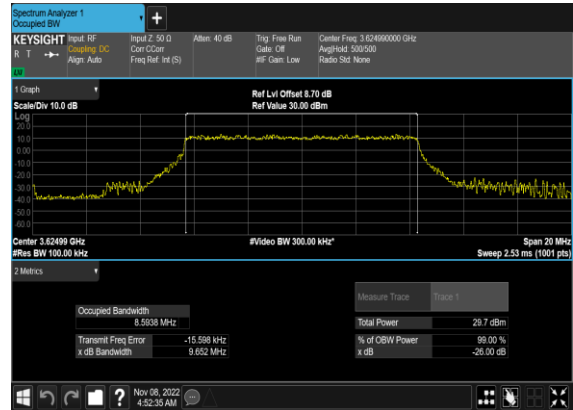 Spectrum Analyzer 1
Occupied BW
+
KEYSIGHT Input: RF Input Z: 50 Ω Atten: 40 dB Trig: Free Run Center Freq: 3.624990000 GHz
R T Coupling: DC Corr CCorr Gate: Off Avg|Hold: 500/500
Align: Auto Freq Ref: Int (S) #IF Gain: Low Radio Std: None
LW
1 Graph
Ref Lvl Offset 8.70 dB
Scale/Div 10.0 dB Ref Value 30.00 dBm
Log
20.0
10.0
0.00
-10.0
-20.0
-30.0
-40.0
-50.0
-60.0
Center 3.62499 GHz #Video BW 300.00 kHz* Span 20 MHz
#Res BW 100.00 kHz Sweep 2.53 ms (1001 pts)
2 Metrics
Measure Trace Trace 1
Occupied Bandwidth
8.5938 MHz Total Power 29.7 dBm
Transmit Freq Error -15.598 kHz % of OBW Power 99.00 %
x dB Bandwidth 9.652 MHz x dB -26.00 dB
? Nov 08, 2022
4:52:35 AM